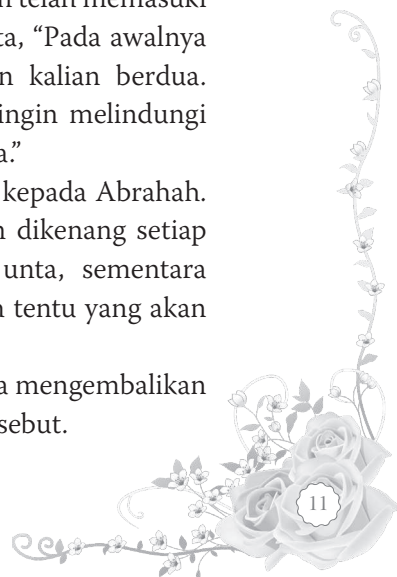 telah memasuki
ta, “Pada awalnya
n kalian berdua.
ingin melindungi
a.”
kepada Abrahah.
n dikenang setiap
unta, sementara
n tentu yang akan
a mengembalikan
sebut.
11